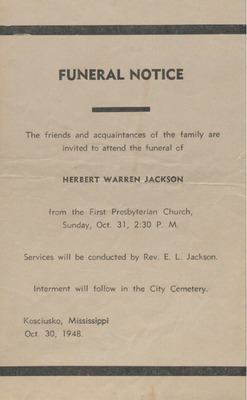 FUNERAL NOTICE
The friends and acquaintances of the family are
invited to attend the funeral of
HERBERT WARREN JACKSON
from the First Presbyterian Church,
Sunday, Oct. 31, 2:30 P. M.
Services will be conducted by Rev. E. L. Jackson.
Interment will follow in the City Cemetery.
Kosciusko, Mississippi
Oct. 30, 1948.